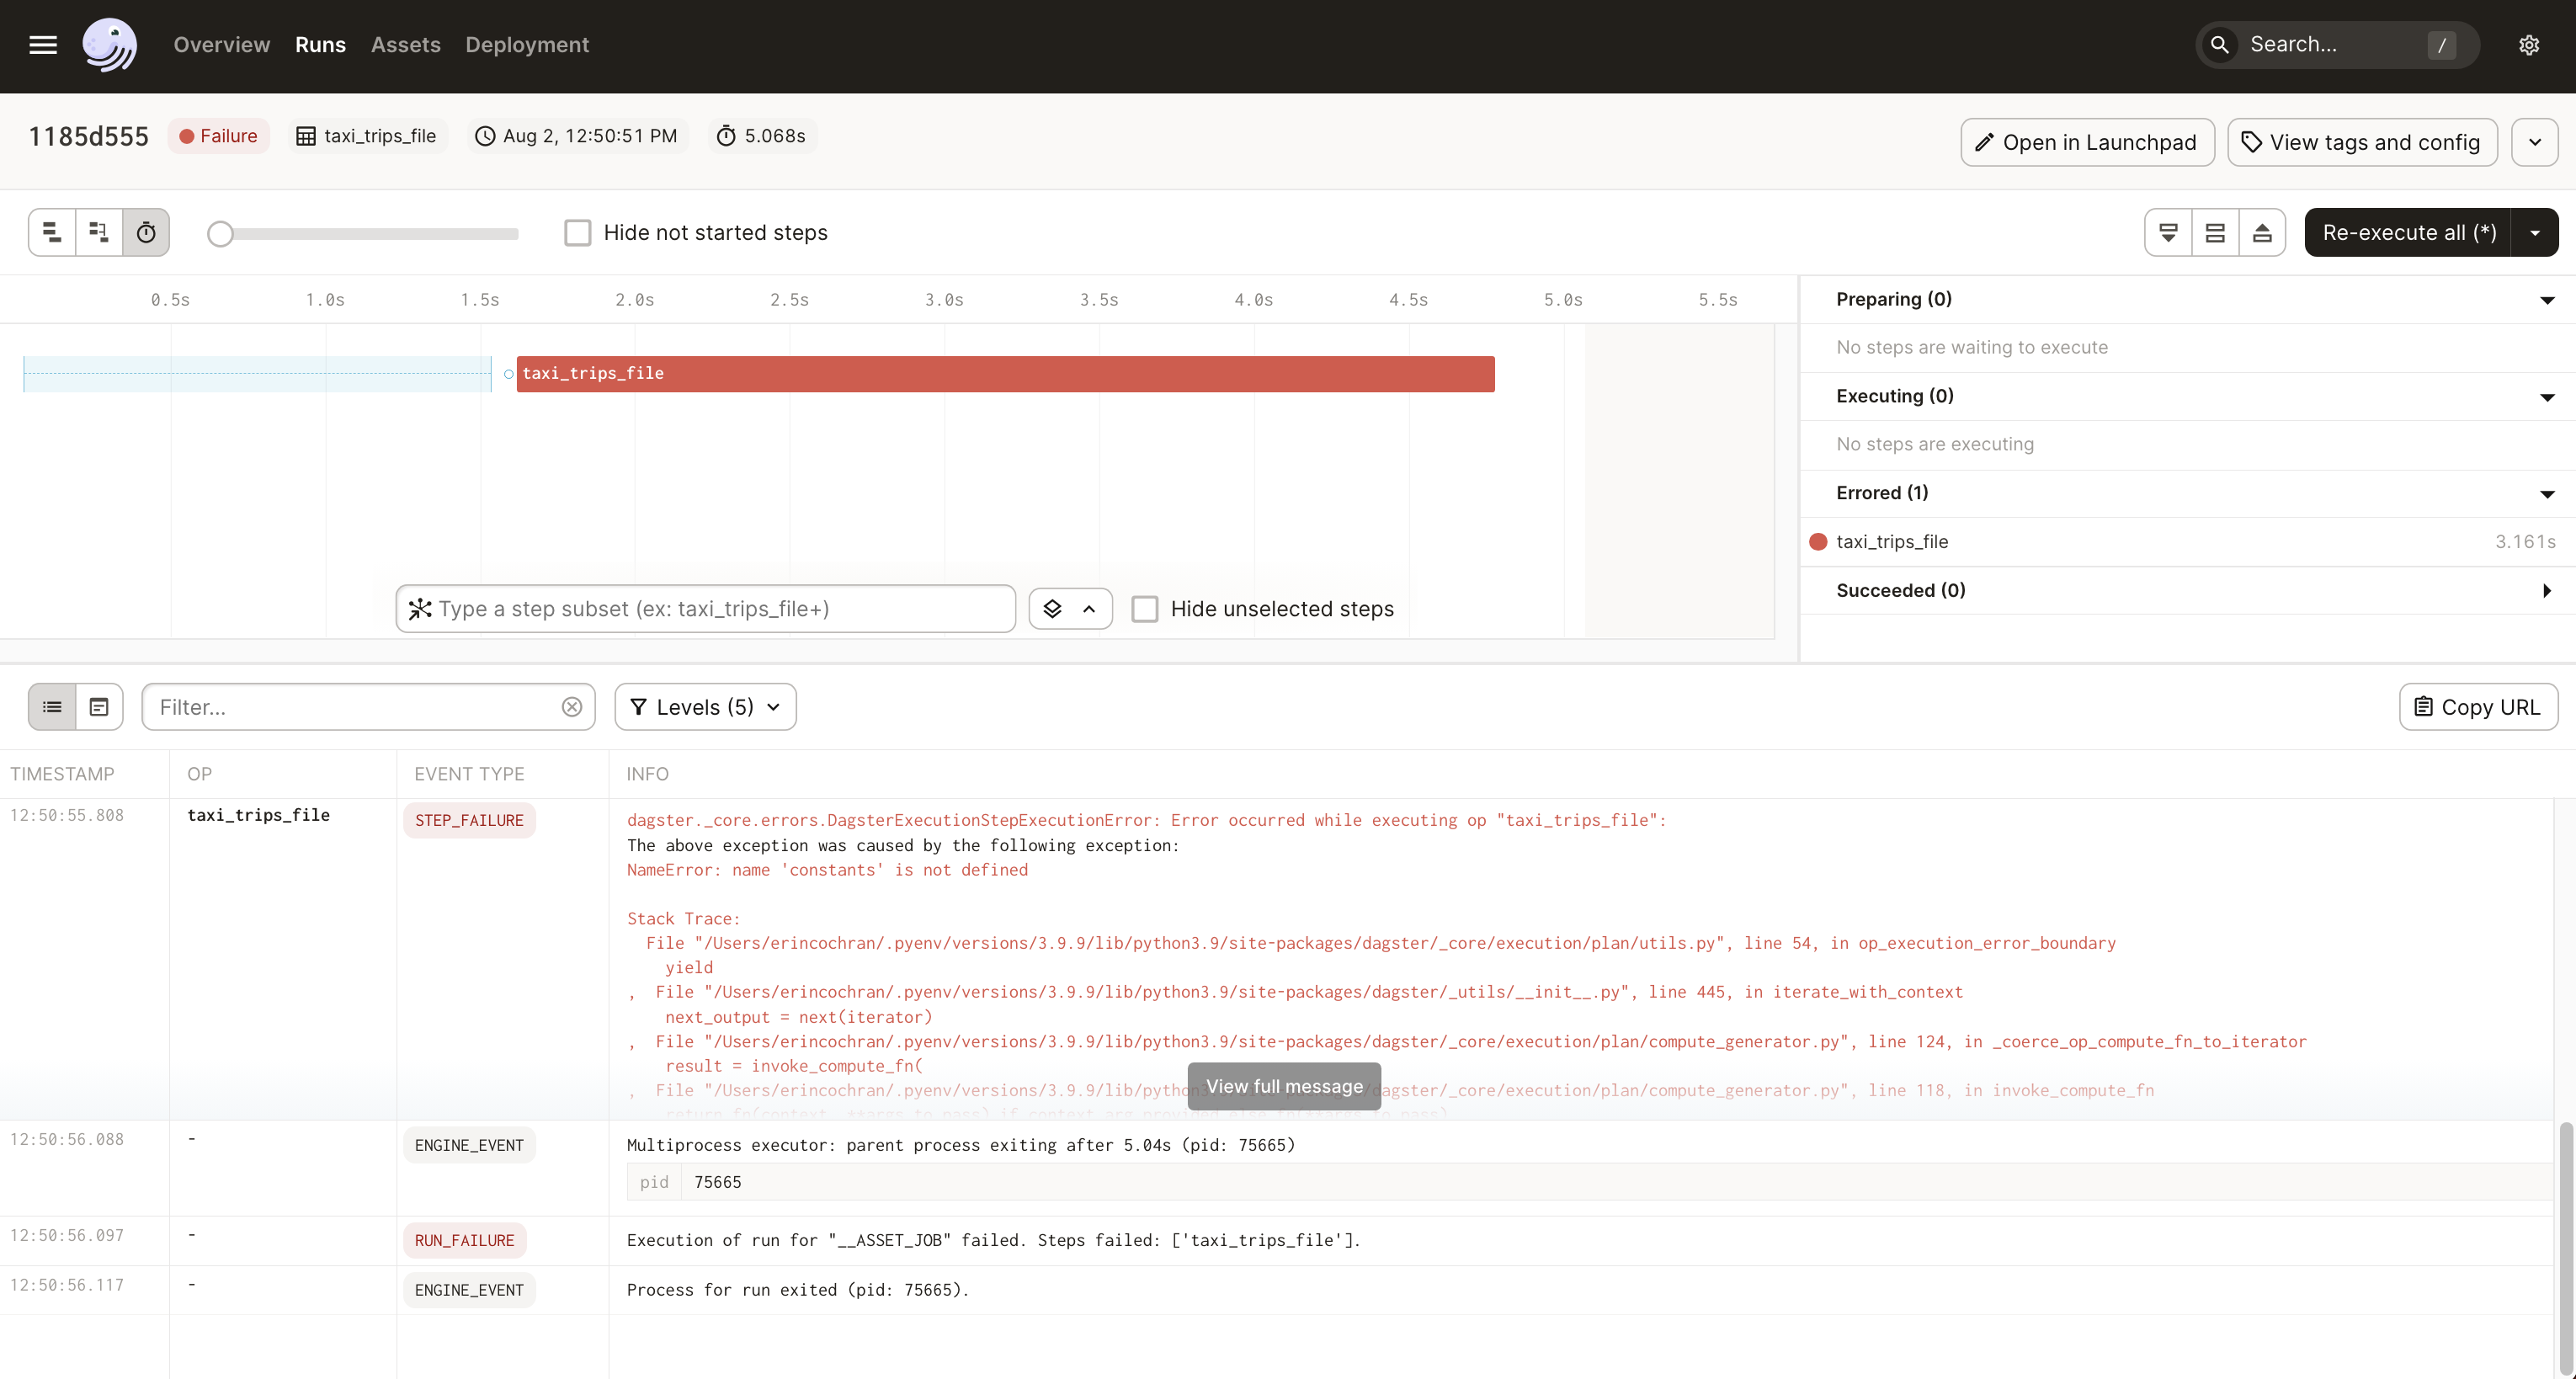 Overview Runs Assets Deployment Search... /
1185d555 Failure taxi_trips_file Aug 2, 12:50:51 PM 5.068s Open in Launchpad View tags and config
Hide not started steps Re-execute all (*)
0.5s 1.0s 1.5s 2.0s 2.5s 3.0s 3.5s 4.0s 4.5s 5.0s 5.5s
taxi_trips_file
Type a step subset (ex: taxi_trips_file+) Hide unselected steps
Preparing (0)
No steps are waiting to execute
Executing (0)
No steps are executing
Errored (1)
taxi_trips_file 3.161s
Succeeded (0)
Filter... Levels (5) Copy URL
TIMESTAMP OP EVENT TYPE INFO
12:50:55.808 taxi_trips_file STEP_FAILURE dagster._core.errors.DagsterExecutionStepExecutionError: Error occurred while executing op "taxi_trips_file":
The above exception was caused by the following exception:
NameError: name 'constants' is not defined
Stack Trace:
File "/Users/erincochran/.pyenv/versions/3.9.9/lib/python3.9/site-packages/dagster/_core/execution/plan/utils.py", line 54, in op_execution_error_boundary
yield
, File "/Users/erincochran/.pyenv/versions/3.9.9/lib/python3.9/site-packages/dagster/_utils/__init__.py", line 445, in iterate_with_context
next_output = next(iterator)
, File "/Users/erincochran/.pyenv/versions/3.9.9/lib/python3.9/site-packages/dagster/_core/execution/plan/compute_generator.py", line 124, in _coerce_op_compute_fn_to_iterator
result = invoke_compute_fn(
, File "/Users/erincochran/.pyenv/versions/3.9.9/lib/python View full message dagster/_core/execution/plan/compute_generator.py", line 118, in invoke_compute_fn
return fn(context, **args_to_pass) if context_arg_provided else fn(**args_to_pass)
12:50:56.088 - ENGINE_EVENT Multiprocess executor: parent process exiting after 5.04s (pid: 75665)
pid 75665
12:50:56.097 - RUN_FAILURE Execution of run for "__ASSET_JOB" failed. Steps failed: ['taxi_trips_file'].
12:50:56.117 - ENGINE_EVENT Process for run exited (pid: 75665).